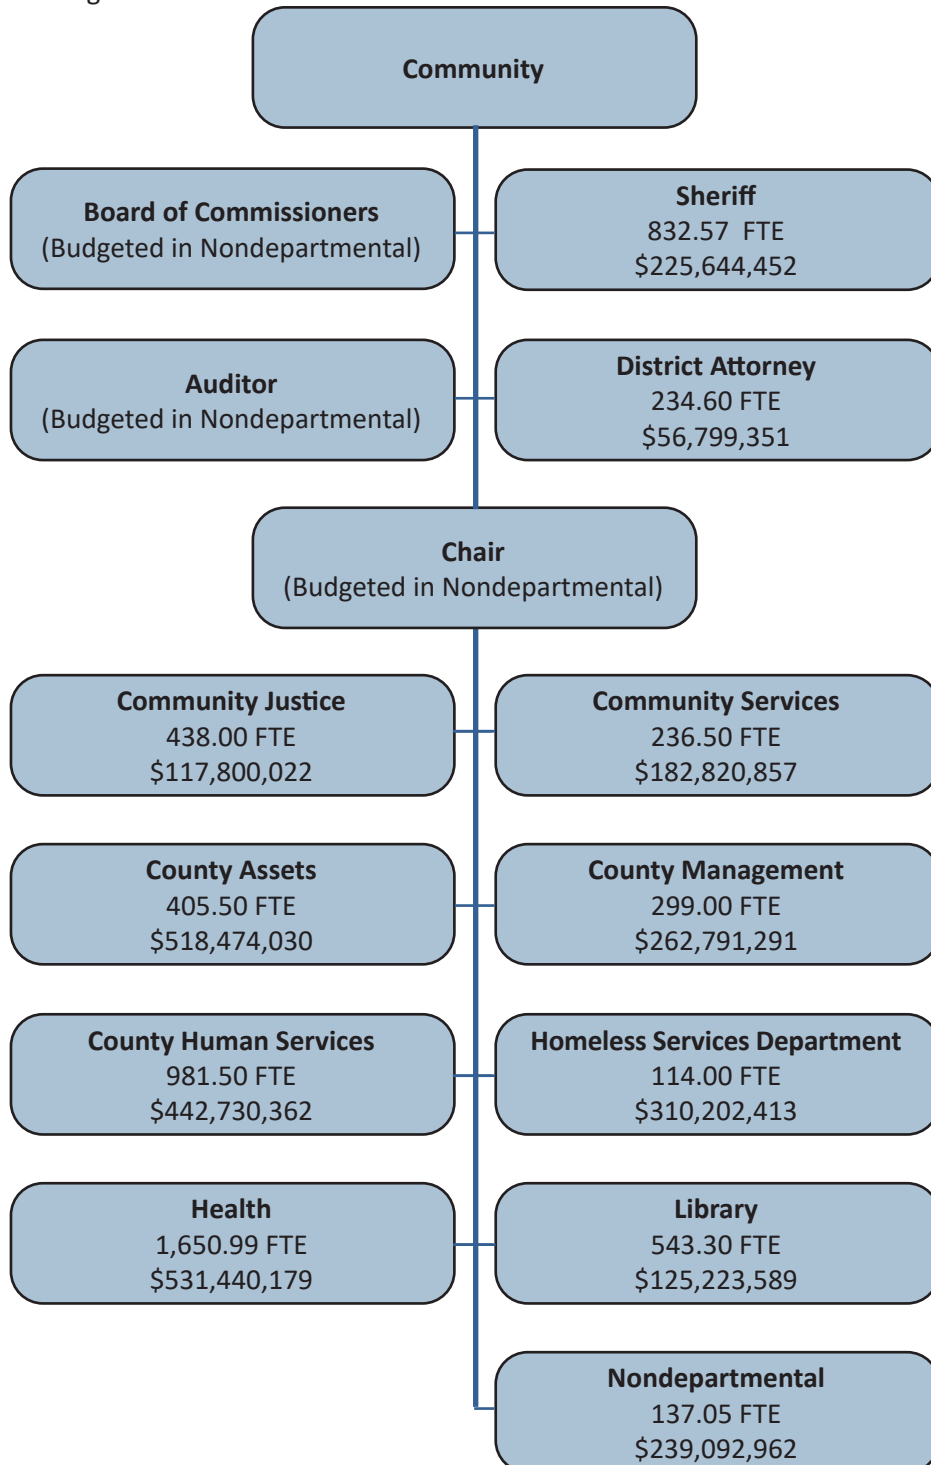 Community
Board of Commissioners
(Budgeted in Nondepartmental)
Sheriff
832.57 FTE
$225,644,452
Auditor
(Budgeted in Nondepartmental)
District Attorney
234.60 FTE
$56,799,351
Chair
(Budgeted in Nondepartmental)
Community Justice
438.00 FTE
$117,800,022
Community Services
236.50 FTE
$182,820,857
County Assets
405.50 FTE
$518,474,030
County Management
299.00 FTE
$262,791,291
County Human Services
981.50 FTE
$442,730,362
Homeless Services Department
114.00 FTE
$310,202,413
Health
1,650.99 FTE
$531,440,179
Library
543.30 FTE
$125,223,589
Nondepartmental
137.05 FTE
$239,092,962